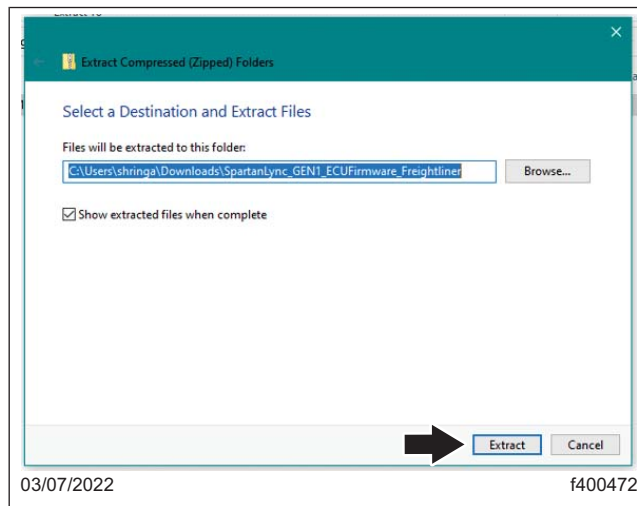 Extract Compressed (Zipped) Folders
Select a Destination and Extract Files
Files will be extracted to this folder:
C:\Users\shringa\Downloads\SpartanLync_GEN1_ECUFirmware_Freightliner
Browse...
Show extracted files when complete
Extract Cancel
03/07/2022 f400472